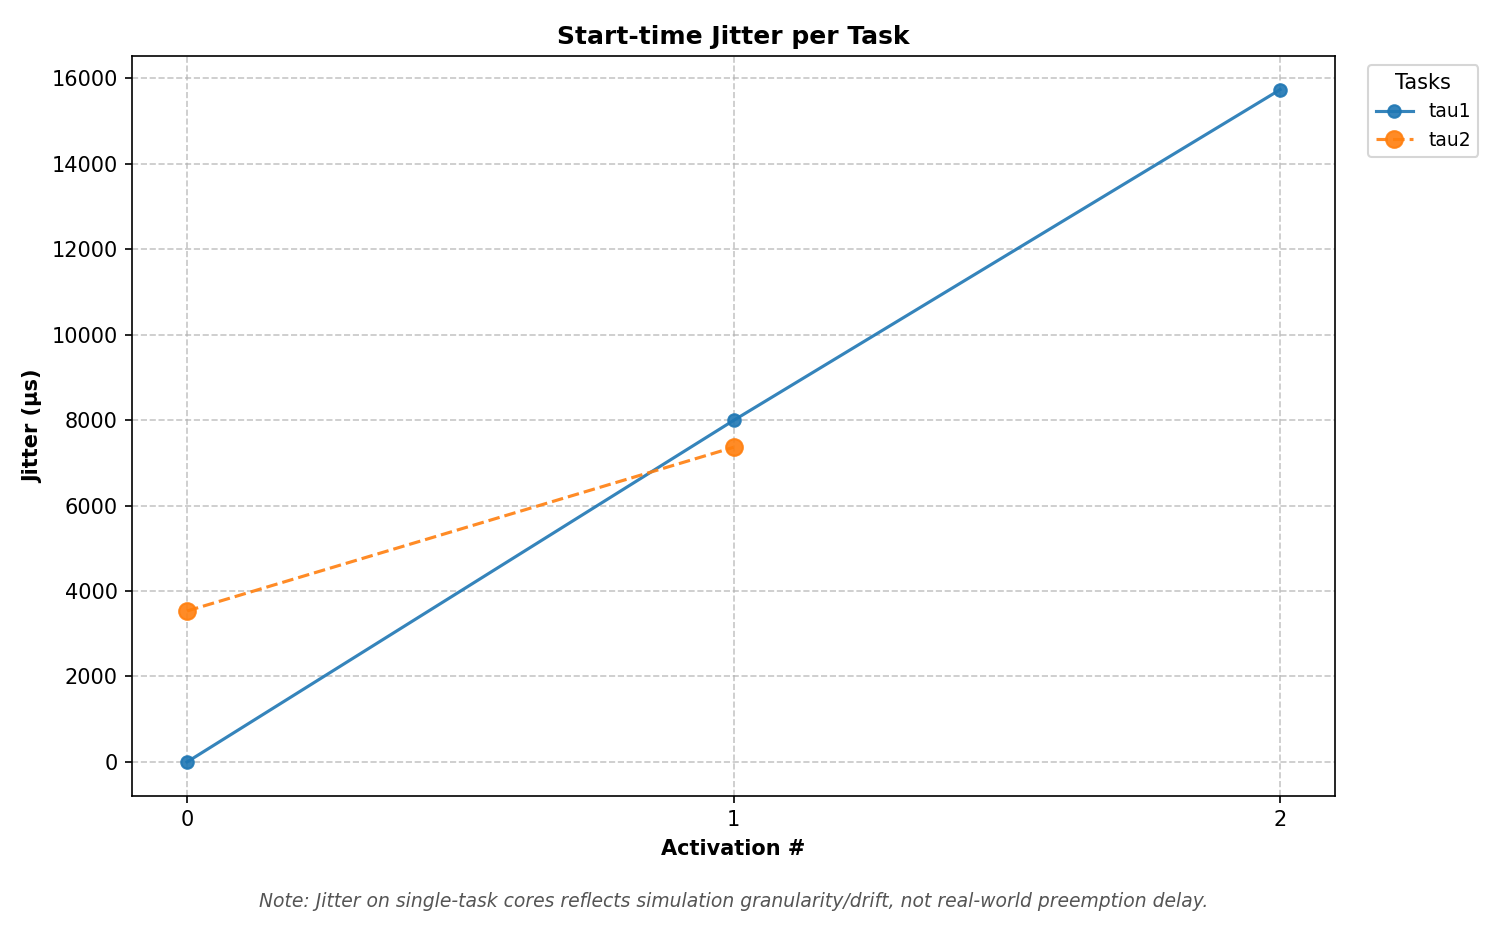 Start-time Jitter per Task
Tasks
tau1
tau2
Jitter (µs)
16000
14000
12000
10000
8000
6000
4000
2000
0
0 1 2
Activation #
Note: Jitter on single-task cores reflects simulation granularity/drift, not real-world preemption delay.